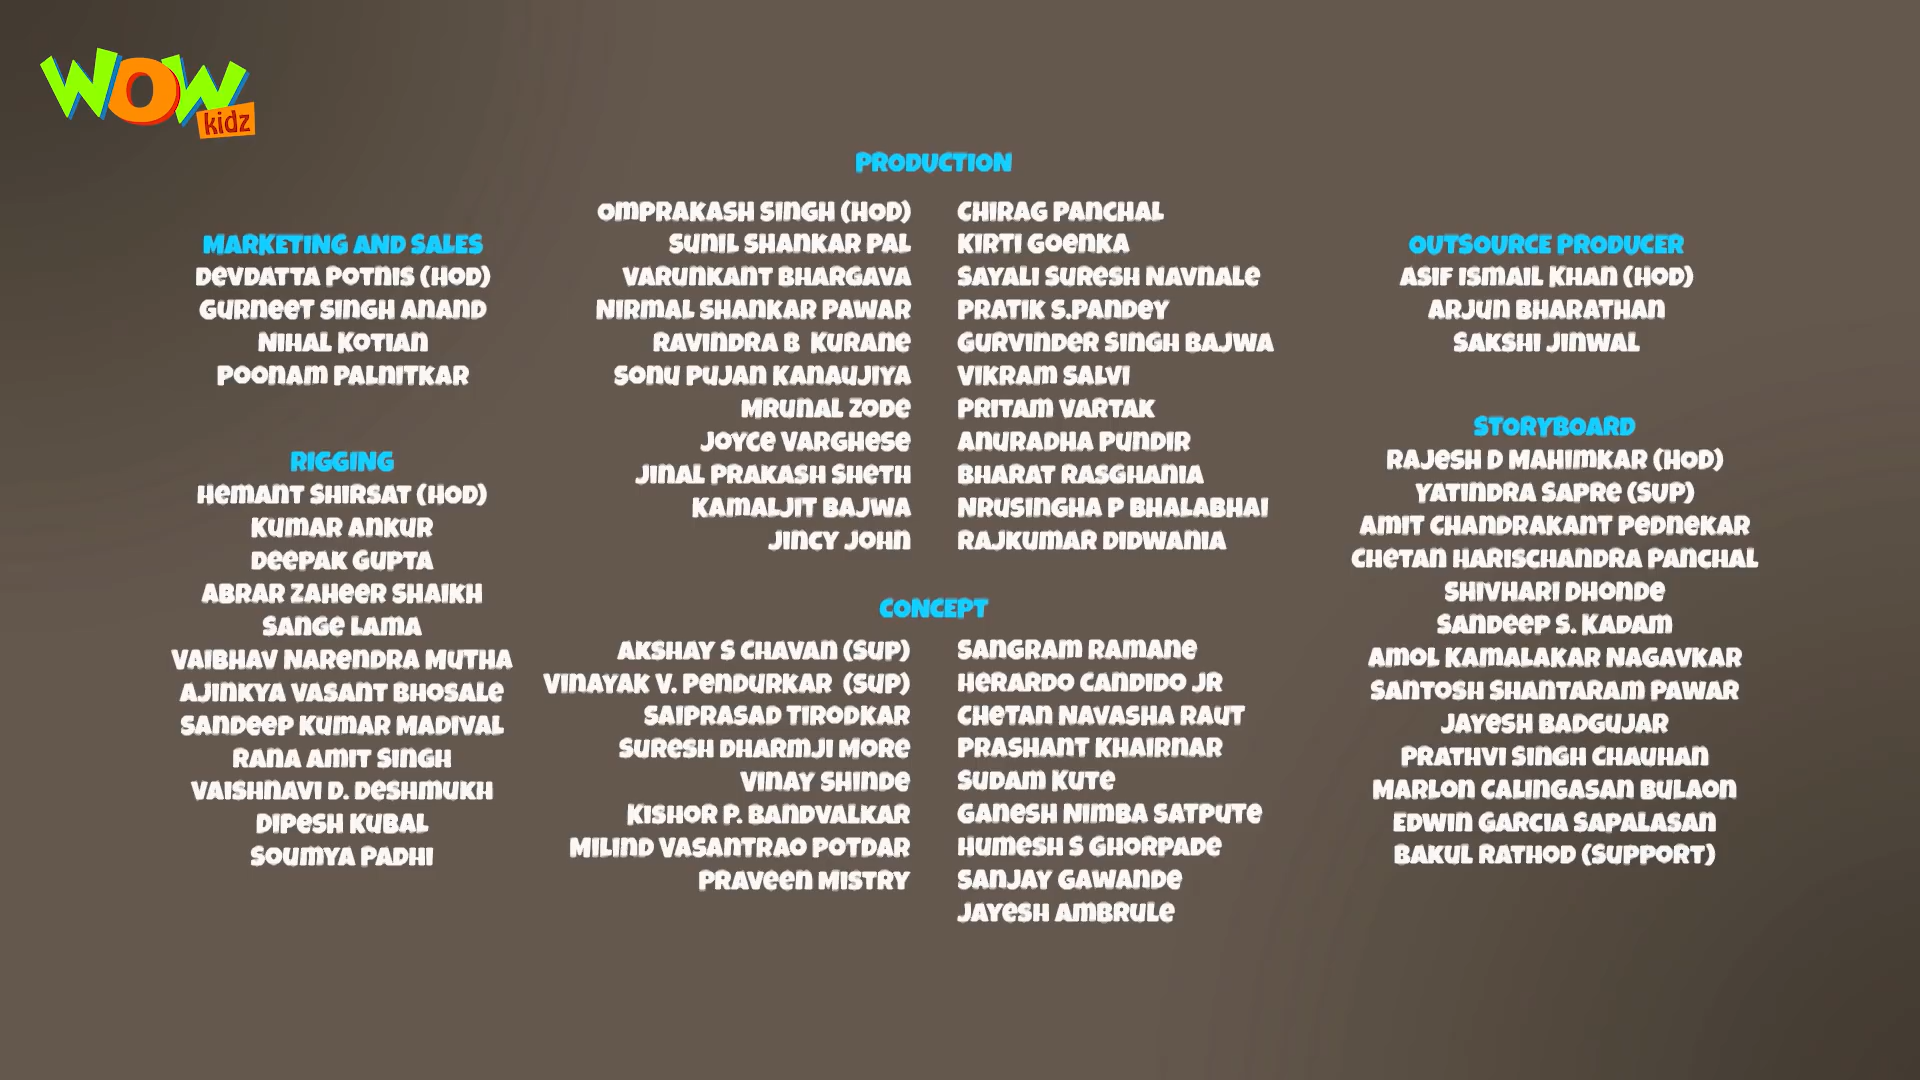 WOW
kidz
MARKETING AND SALES
DEVDATTA POTNIS (HOD)
GURNEET SINGH ANAND
NIHAL KOTIAN
POONAM PALNITKAR
RIGGING
HEMANT SHIRSAT (HOD)
KUMAR ANKUR
DEEPAK GUPTA
ABRAR ZAHEER SHAIKH
SANGE LAMA
VAIBHAV NARENDRA MUTHA
AJINKYA VASANT BHOSALE
SANDEEP KUMAR MADIVAL
RANA AMIT SINGH
VAISHNAVI D. DESHMUKH
DIPESH KUBAL
SOUMYA PADHI
PRODUCTION
OMPRAKASH SINGH (HOD)
SUNIL SHANKAR PAL
VARUNKANT BHARGAVA
NIRMAL SHANKAR PAWAR
RAVINDRA B KURANE
SONU PUJAN KANAUJIYA
MRUNAL ZODE
JOYCE VARGHESE
JINAL PRAKASH SHETH
KAMALJIT BAJWA
JINCY JOHN
CHIRAG PANCHAL
KIRTI GOENKA
SAYALI SURESH NAVNALE
PRATIK S.PANDEY
GURVINDER SINGH BAJWA
VIKRAM SALVI
PRITAM VARTAK
ANURADHA PUNDIR
BHARAT RASGHANIA
NRUSINGHA P BHALABHAI
RAJKUMAR DIDWANIA
CONCEPT
AKSHAY S CHAVAN (SUP)
VINAYAK V. PENDURKAR (SUP)
SAIPRASAD TIRODKAR
SURESH DHARMJI MORE
VINAY SHINDE
KISHOR P. BANDVALKAR
MILIND VASANTRAO POTDAR
PRAVEEN MISTRY
SANGRAM RAMANE
HERARDO CANDIDO JR
CHETAN NAVASHA RAUT
PRASHANT KHAIRNAR
SUDAM KUTE
GANESH NIMBA SATPUTE
HUMESH S GHORPADE
SANJAY GAWANDE
JAYESH AMBRULE
OUTSOURCE PRODUCER
ASIF ISMAIL KHAN (HOD)
ARJUN BHARATHAN
SAKSHI JINWAL
STORYBOARD
RAJESH D MAHIMKAR (HOD)
YATINDRA SAPRE (SUP)
AMIT CHANDRAKANT PEDNEKAR
CHETAN HARISCHANDRA PANCHAL
SHIVHARI DHONDE
SANDEEP S. KADAM
AMOL KAMALAKAR NAGAVKAR
SANTOSH SHANTARAM PAWAR
JAYESH BADGUJAR
PRATHVI SINGH CHAUHAN
MARLON CALINGASAN BULAON
EDWIN GARCIA SAPALASAN
BAKUL RATHOD (SUPPORT)